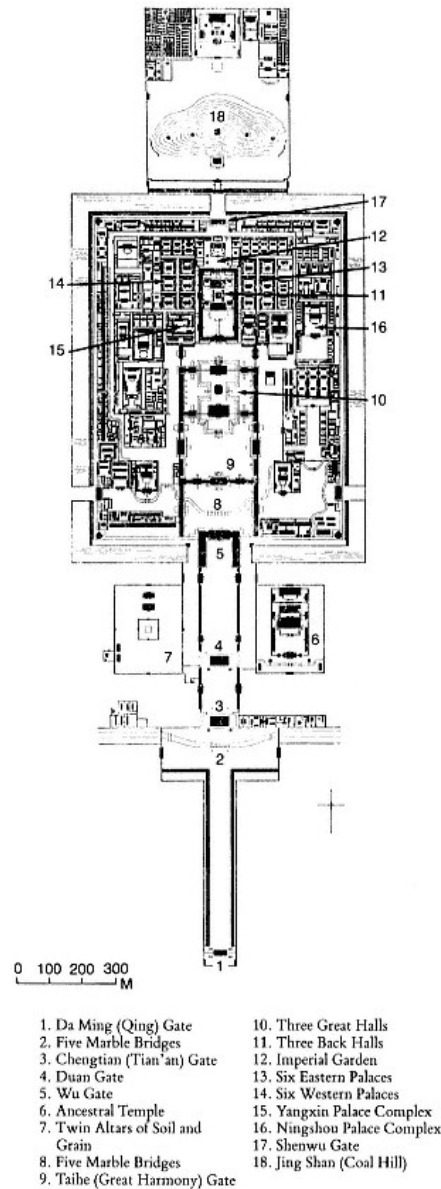 18
17
12
13
14
11
16
15
10
9
8
5
6
7
4
3
2
1
0 100 200 300
M
1. Da Ming (Qing) Gate
2. Five Marble Bridges
3. Chengtian (Tian'an) Gate
4. Duan Gate
5. Wu Gate
6. Ancestral Temple
7. Twin Altars of Soil and
Grain
8. Five Marble Bridges
9. Taihe (Great Harmony) Gate
10. Three Great Halls
11. Three Back Halls
12. Imperial Garden
13. Six Eastern Palaces
14. Six Western Palaces
15. Yangxin Palace Complex
16. Ningshou Palace Complex
17. Shenwu Gate
18. Jing Shan (Coal Hill)